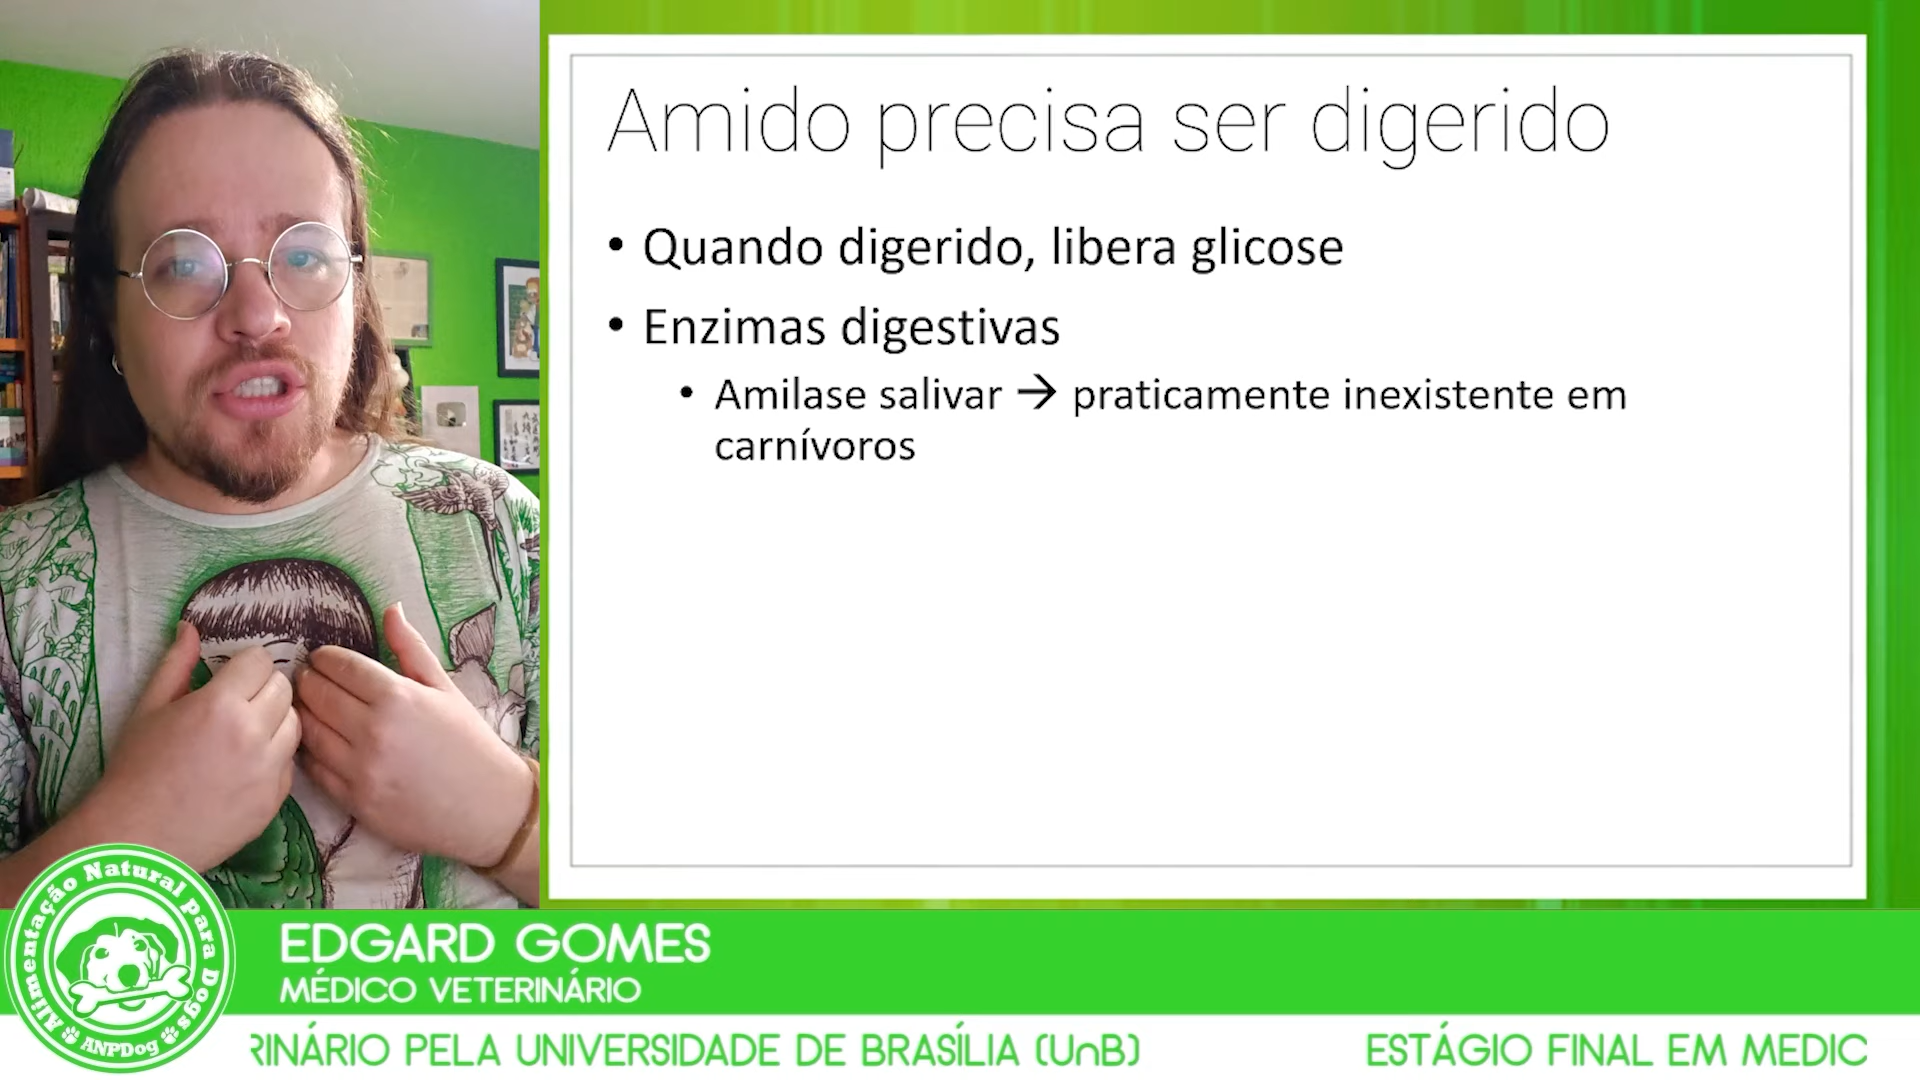 Amido precisa ser digerido
• Quando digerido, libera glicose
• Enzimas digestivas
• Amilase salivar → praticamente inexistente em
carnívoros
Alimentação Natural para Dogs
ANPDog
EDGARD GOMES
MÉDICO VETERINÁRIO
RINÁRIO PELA UNIVERSIDADE DE BRASÍLIA (UnB) ESTÁGIO FINAL EM MEDIC